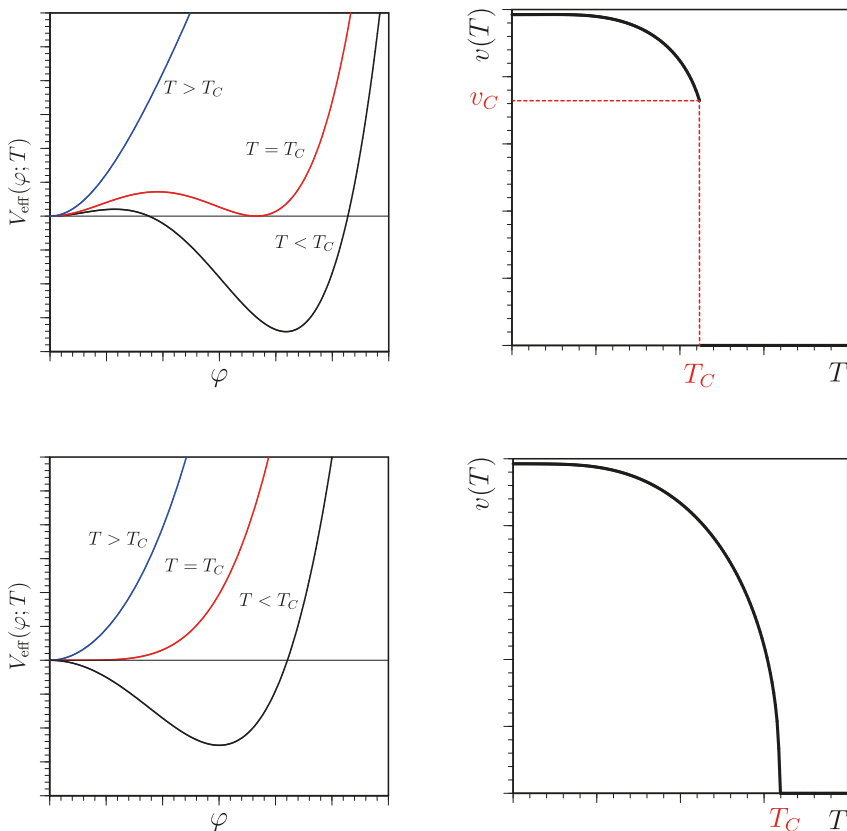 V_eff(φ; T)
T > T_C
T = T_C
T < T_C
φ
v(T)
v_C
T_C
T
V_eff(φ; T)
T > T_C
T = T_C
T < T_C
φ
v(T)
T_C
T